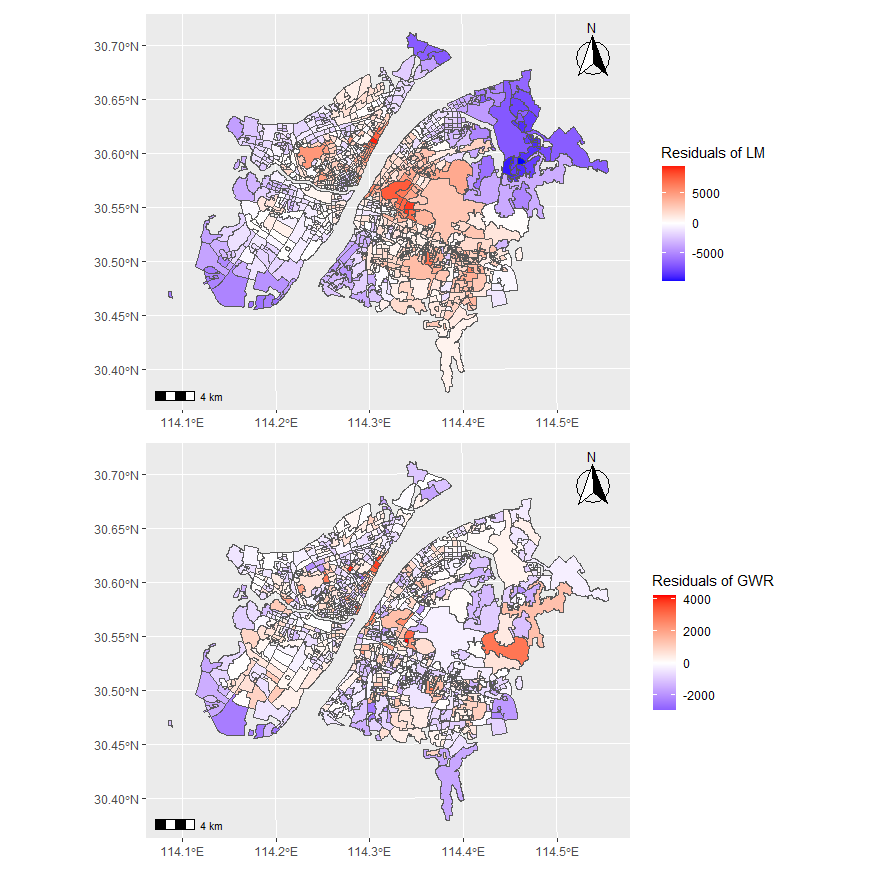 N
30.70°N
30.65°N
30.60°N
30.55°N
30.50°N
30.45°N
30.40°N
4 km
114.1°E 114.2°E 114.3°E 114.4°E 114.5°E
Residuals of LM
5000
0
-5000
N
30.70°N
30.65°N
30.60°N
30.55°N
30.50°N
30.45°N
30.40°N
4 km
114.1°E 114.2°E 114.3°E 114.4°E 114.5°E
Residuals of GWR
4000
2000
0
-2000